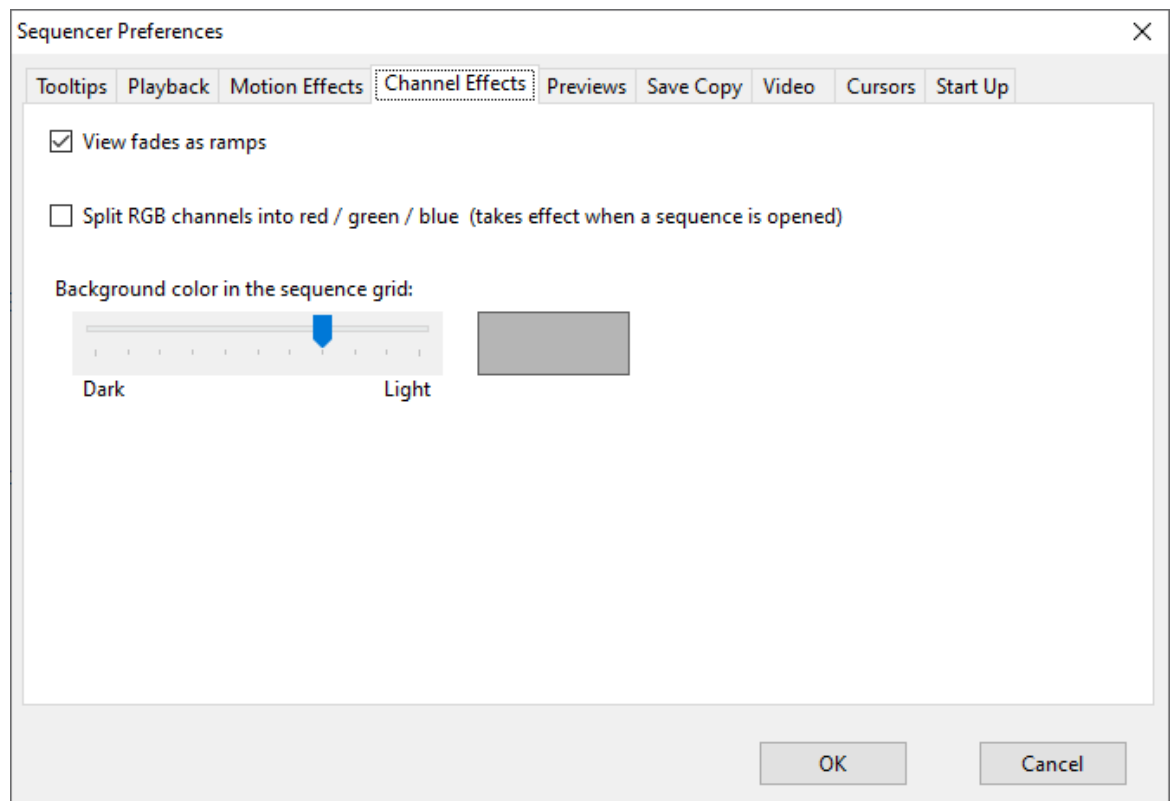 Sequencer Preferences
Tooltips Playback Motion Effects Channel Effects Previews Save Copy Video Cursors Start Up
View fades as ramps
Split RGB channels into red / green / blue (takes effect when a sequence is opened)
Background color in the sequence grid:
Dark Light
OK Cancel